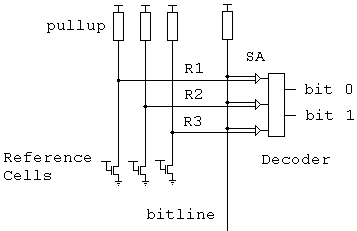 pullup
SA
R1
R2
bit 0
bit 1
R3
Reference
Cells
Decoder
bitline